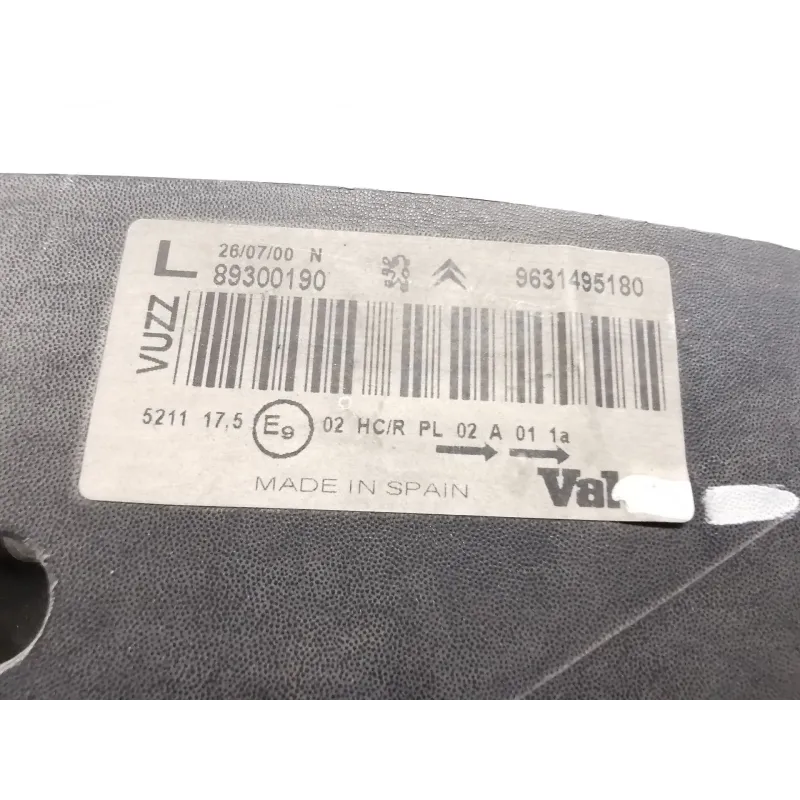 L 26/07/00 N
89300190 9631495180
VUZZ
5211 17,5 E9 02 HC/R PL 02 A 01 1a
MADE IN SPAIN